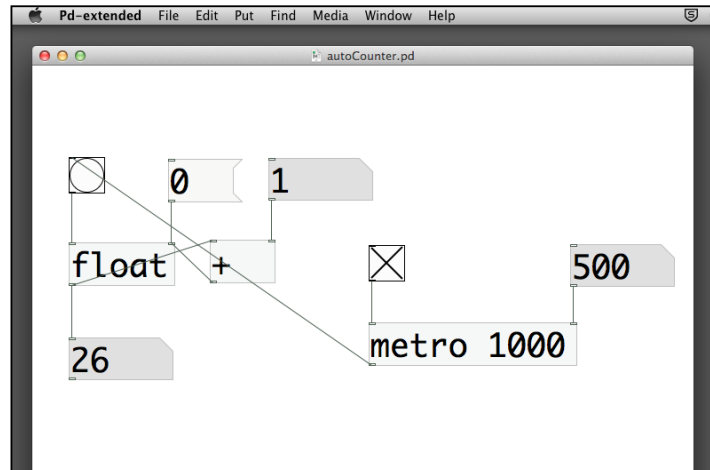 Pd-extended File Edit Put Find Media Window Help
autoCounter.pd
0 1
float + 500
metro 1000
26